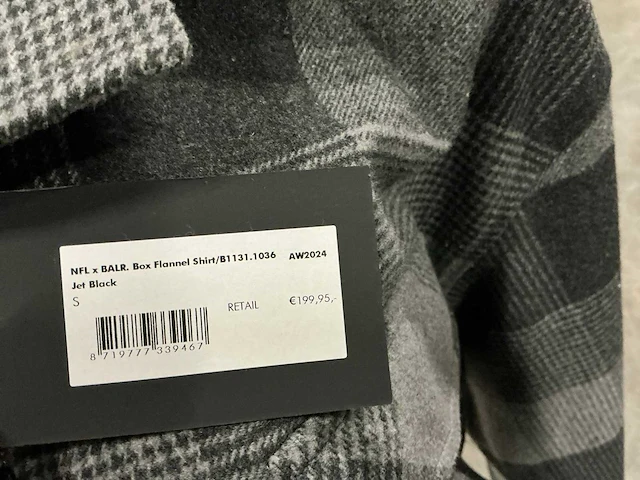 NFL x BALR. Box Flannel Shirt/B1131.1036 AW2024
Jet Black
S
RETAIL €199,95,-
8 719777 339467